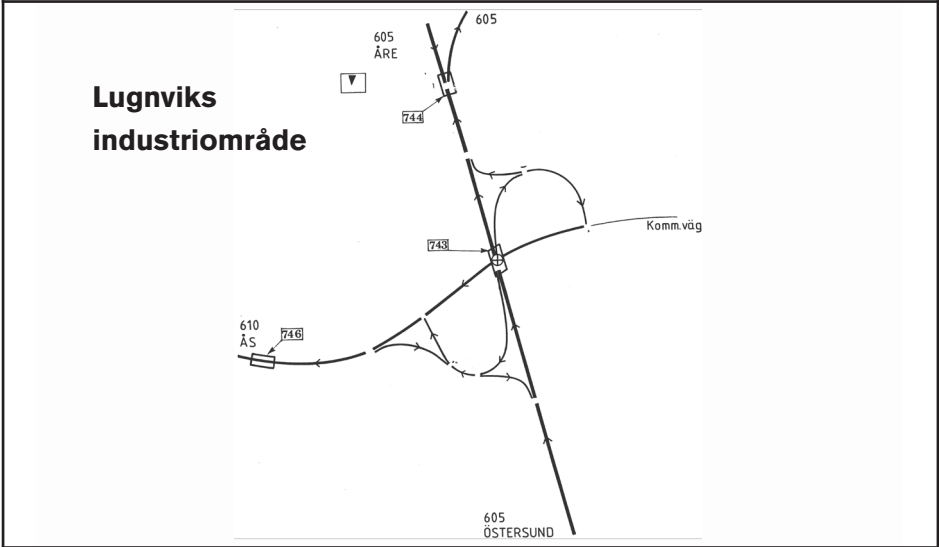 605
605
ÅRE
Lugnviks
industriområde
744
Komm.väg
743
610
ÅS
746
605
ÖSTERSUND